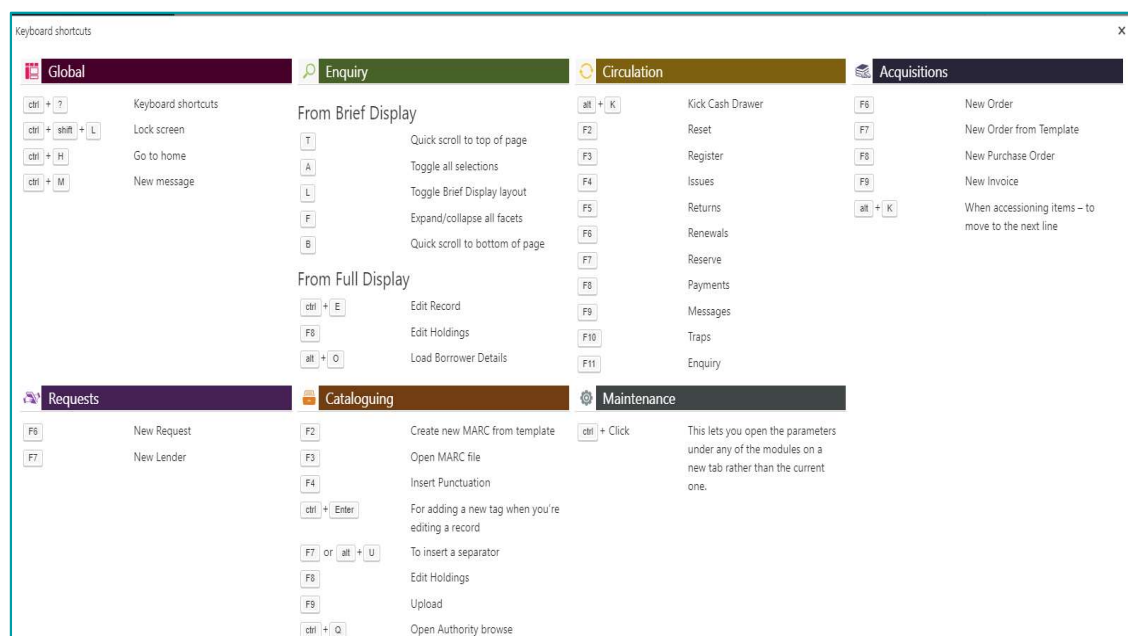 Keyboard shortcuts
x
Global
ctrl + ? Keyboard shortcuts
ctrl + shift + L Lock screen
ctrl + H Go to home
ctrl + M New message
Enquiry
From Brief Display
T Quick scroll to top of page
A Toggle all selections
L Toggle Brief Display layout
F Expand/collapse all facets
B Quick scroll to bottom of page
From Full Display
ctrl + E Edit Record
F8 Edit Holdings
alt + O Load Borrower Details
Circulation
alt + K Kick Cash Drawer
F2 Reset
F3 Register
F4 Issues
F5 Returns
F6 Renewals
F7 Reserve
F8 Payments
F9 Messages
F10 Traps
F11 Enquiry
Acquisitions
F6 New Order
F7 New Order from Template
F8 New Purchase Order
F9 New Invoice
alt + K When accessioning items – to
move to the next line
Requests
F6 New Request
F7 New Lender
Cataloguing
F2 Create new MARC from template
F3 Open MARC file
F4 Insert Punctuation
ctrl + Enter For adding a new tag when you're
editing a record
F7 or alt + U To insert a separator
F8 Edit Holdings
F9 Upload
ctrl + Q Open Authority browse
Maintenance
ctrl + Click This lets you open the parameters
under any of the modules on a
new tab rather than the current
one.